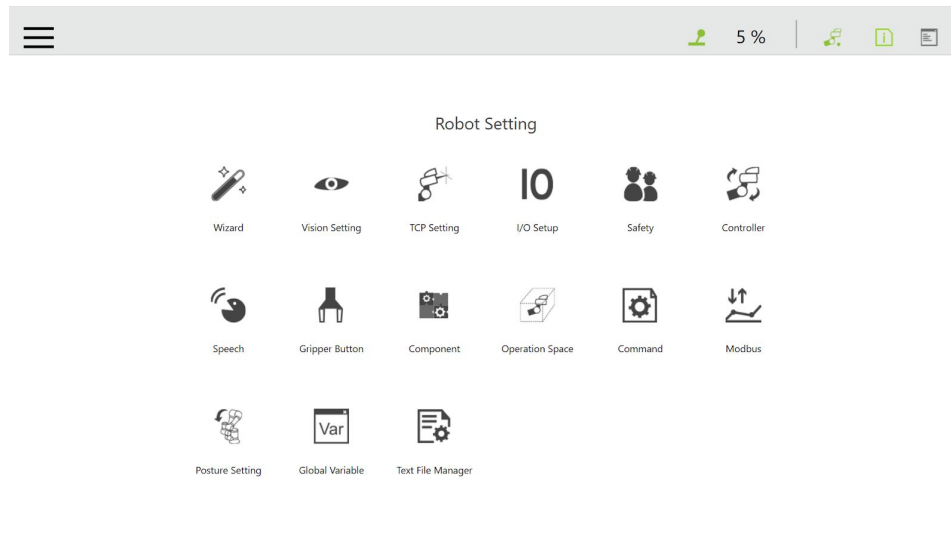 5 %
Robot Setting
IO
Wizard Vision Setting TCP Setting I/O Setup Safety Controller
Speech Gripper Button Component Operation Space Command Modbus
Var
Posture Setting Global Variable Text File Manager